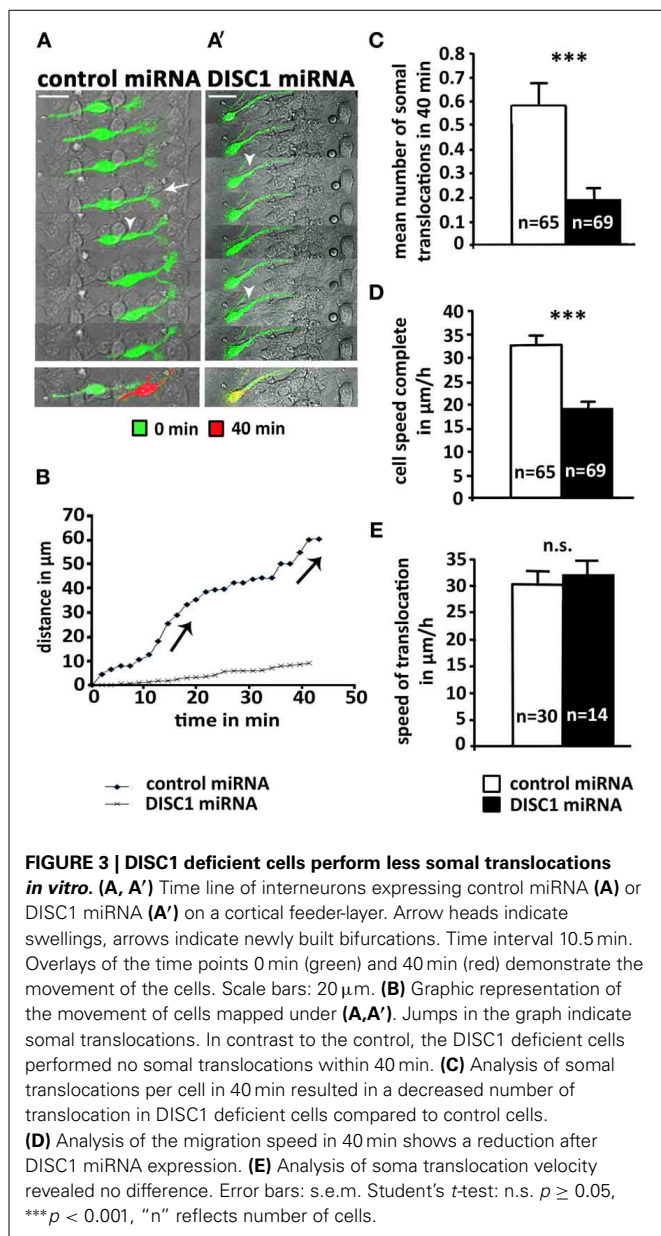 A
A′
control miRNA
DISC1 miRNA
0 min
40 min
B
distance in µm
70
60
50
40
30
20
10
0
0
10
20
30
40
50
time in min
control miRNA
DISC1 miRNA
C
mean number of somal
translocations in 40 min
0.8
0.7
0.6
0.5
0.4
0.3
0.2
0.1
0
***
n=65
n=69
D
cell speed complete
in µm/h
40
35
30
25
20
15
10
5
0
***
n=65
n=69
E
speed of translocation
in µm/h
35
30
25
20
15
10
5
0
n.s.
n=30
n=14
control miRNA
DISC1 miRNA
FIGURE 3 | DISC1 deficient cells perform less somal translocations
in vitro. (A, A′) Time line of interneurons expressing control miRNA (A) or
DISC1 miRNA (A′) on a cortical feeder-layer. Arrow heads indicate
swellings, arrows indicate newly built bifurcations. Time interval 10.5 min.
Overlays of the time points 0 min (green) and 40 min (red) demonstrate the
movement of the cells. Scale bars: 20 µm. (B) Graphic representation of
the movement of cells mapped under (A,A′). Jumps in the graph indicate
somal translocations. In contrast to the control, the DISC1 deficient cells
performed no somal translocations within 40 min. (C) Analysis of somal
translocations per cell in 40 min resulted in a decreased number of
translocation in DISC1 deficient cells compared to control cells.
(D) Analysis of the migration speed in 40 min shows a reduction after
DISC1 miRNA expression. (E) Analysis of soma translocation velocity
revealed no difference. Error bars: s.e.m. Student's t-test: n.s. p ≥ 0.05,
***p < 0.001, "n" reflects number of cells.